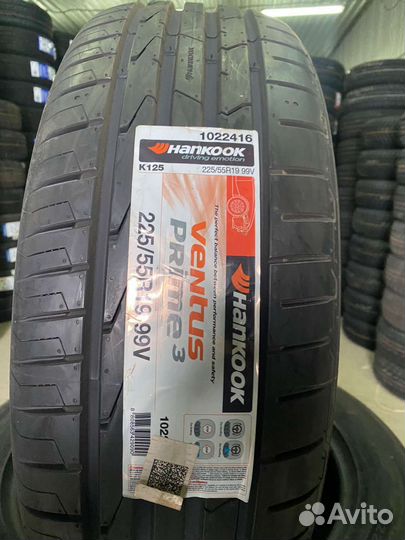 1022416
HANKOOK
driving emotion
K125
225/55R19 99V
The perfect balance between performance and safety
ventus
PRIME 3
225/55R19 99V
HANKOOK
Avito